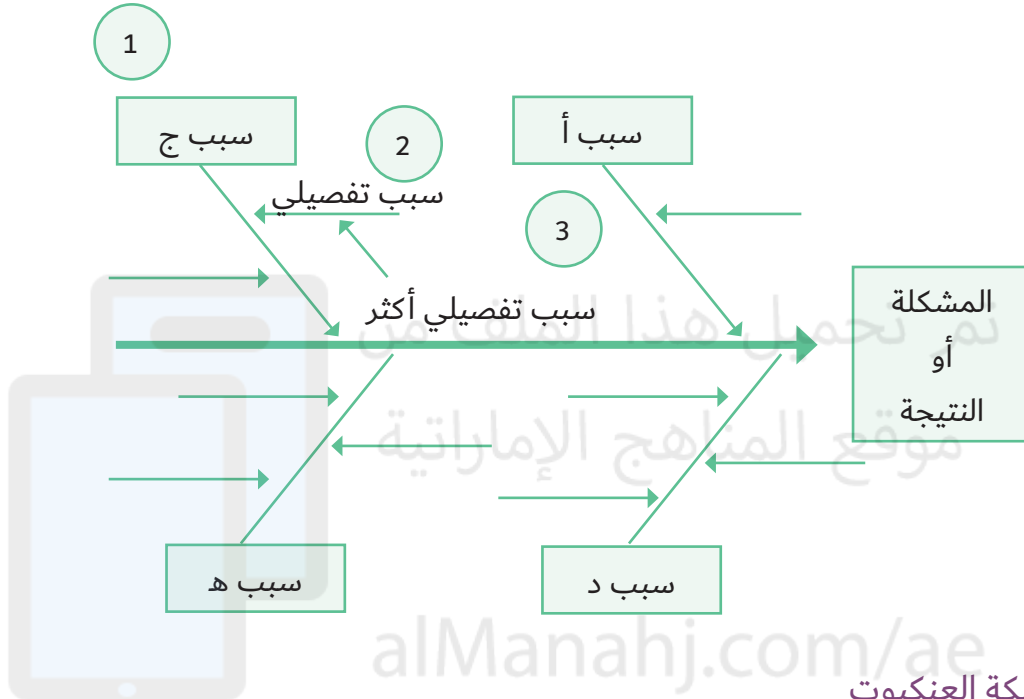 1
سبب ج
2
سبب أ
سبب تفصيلي
3
سبب تفصيلي أكثر
المشكلة
أو
النتيجة
تم تحميل هذا الملف من
موقع المناهج الإماراتية
سبب ه
سبب د
alManahj.com/ae
العنكبوت